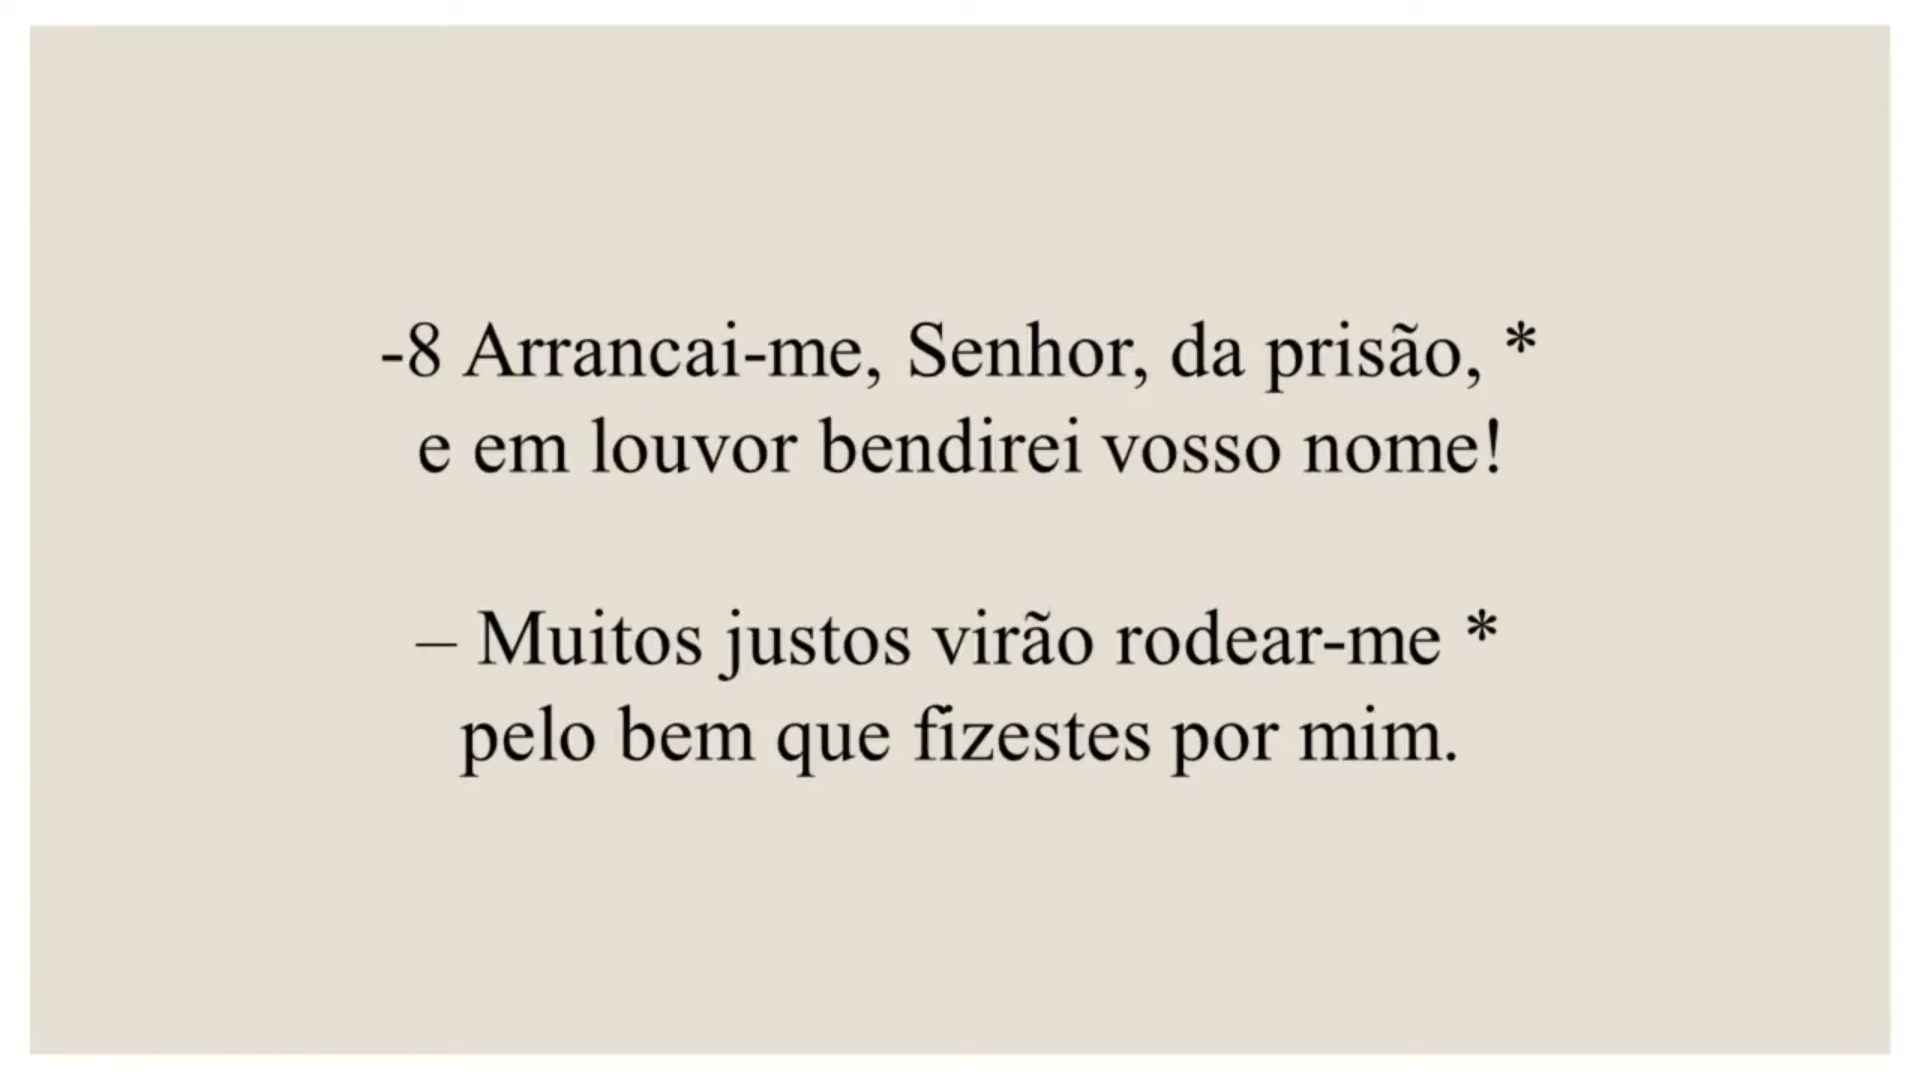 -8 Arrancai-me, Senhor, da prisão, *
e em louvor bendirei vosso nome!
– Muitos justos virão rodear-me *
pelo bem que fizestes por mim.